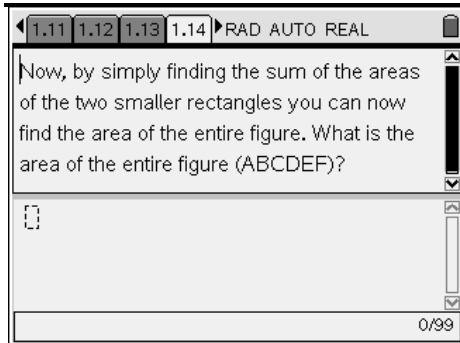 1.11 1.12 1.13 1.14 RAD AUTO REAL
Now, by simply finding the sum of the areas
of the two smaller rectangles you can now
find the area of the entire figure. What is the
area of the entire figure (ABCDEF)?
0/99